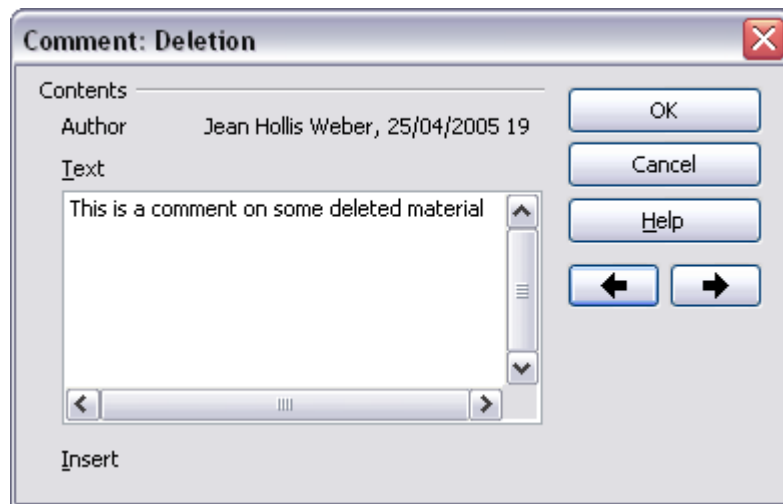 Comment: Deletion
Contents
Author Jean Hollis Weber, 25/04/2005 19
Text
This is a comment on some deleted material
Insert
OK
Cancel
Help